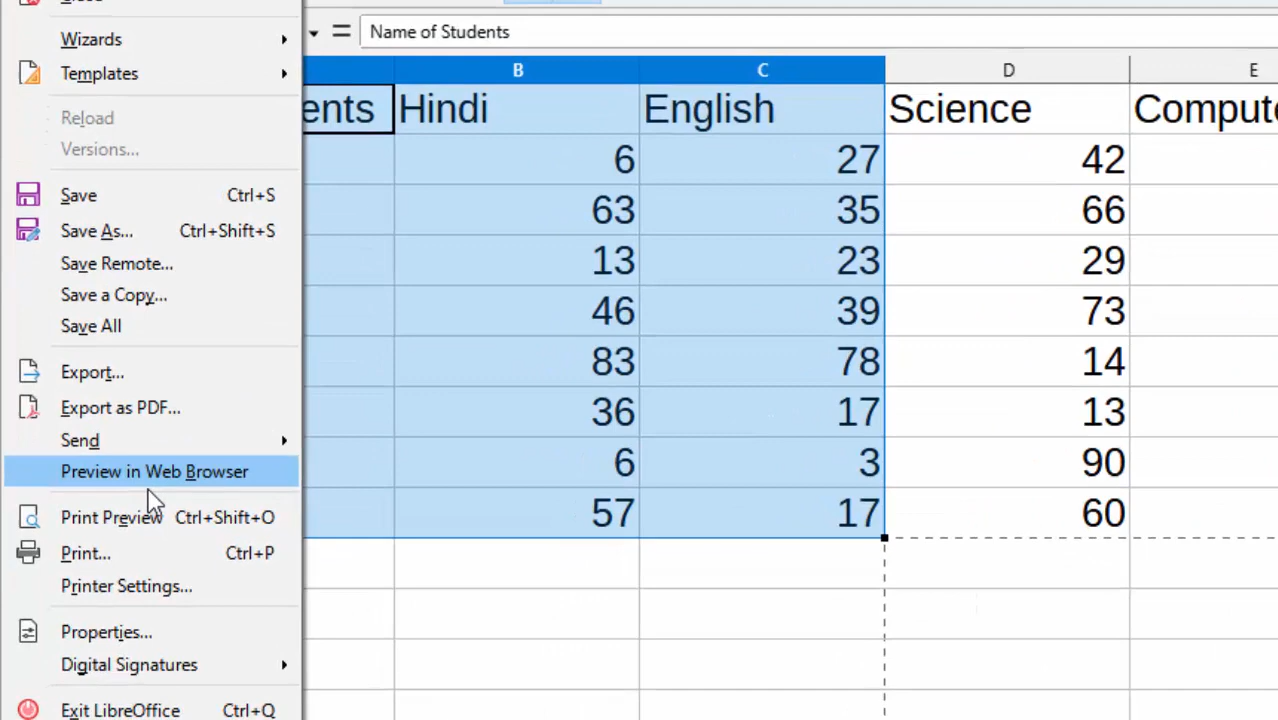 Name of Students
Wizards
Templates
Reload
Versions...
Save Ctrl+S
Save As... Ctrl+Shift+S
Save Remote...
Save a Copy...
Save All
Export...
Export as PDF...
Send
Preview in Web Browser
Print Preview Ctrl+Shift+O
Print... Ctrl+P
Printer Settings...
Properties...
Digital Signatures
Exit LibreOffice Ctrl+Q
B C D E
ents Hindi English Science Compute
6 27 42
63 35 66
13 23 29
46 39 73
83 78 14
36 17 13
6 3 90
57 17 60